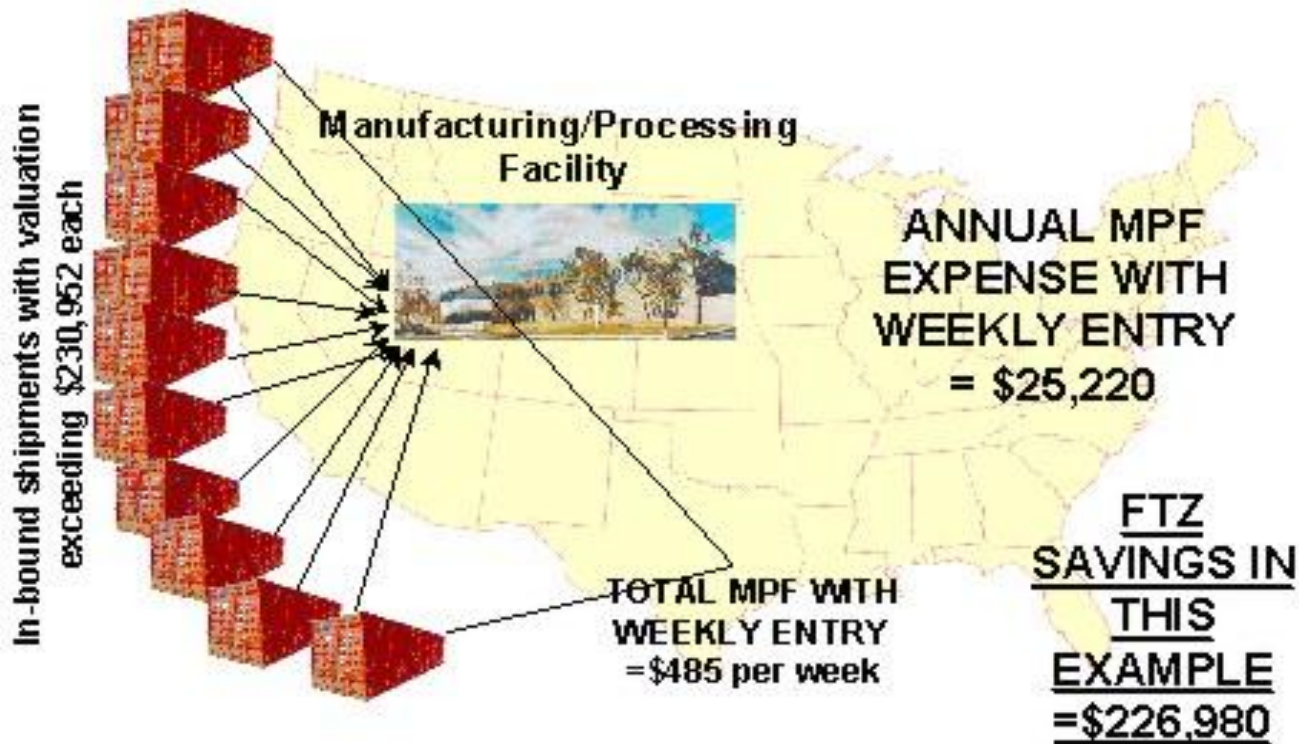 In-bound shipments with valuation
exceeding $230,952 each
Manufacturing/Processing
Facility
ANNUAL MPF
EXPENSE WITH
WEEKLY ENTRY
= $25,220
TOTAL MPF WITH
WEEKLY ENTRY
=$485 per week
FTZ
SAVINGS IN
THIS
EXAMPLE
=$226,980